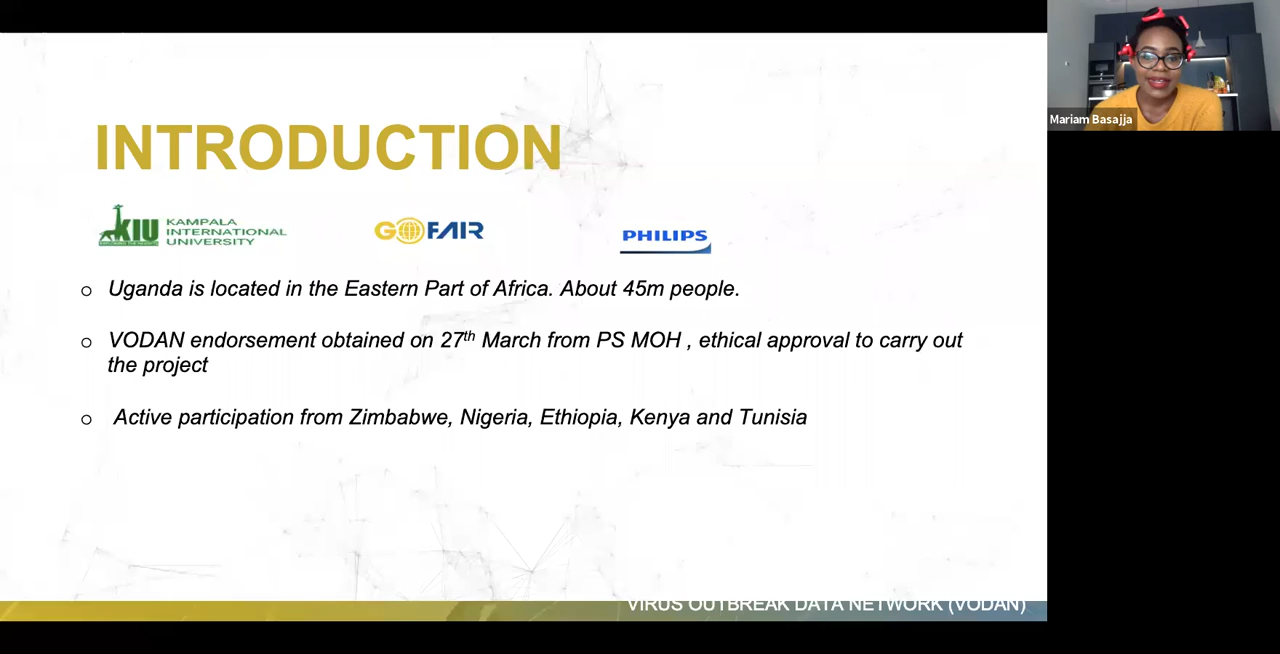 Mariam Basajja
INTRODUCTION
KIU
KAMPALA
INTERNATIONAL
UNIVERSITY
GO FAIR
PHILIPS
Uganda is located in the Eastern Part of Africa. About 45m people.
VODAN endorsement obtained on 27th March from PS MOH , ethical approval to carry out
the project
Active participation from Zimbabwe, Nigeria, Ethiopia, Kenya and Tunisia
VIRUS OUTBREAK DATA NETWORK (VODAN)